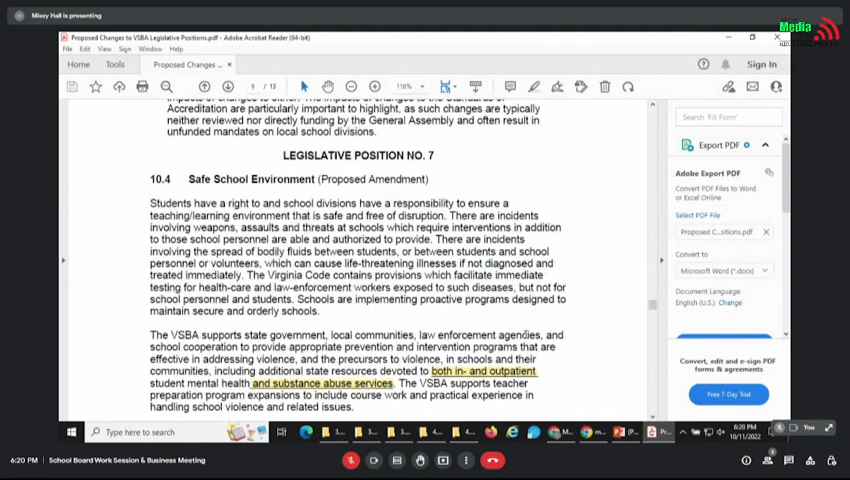 Missy Hall is presenting
Media
Proposed Changes to VSBA Legislative Positions.pdf - Adobe Acrobat Reader (64-bit)
File Edit View Sign Window Help
Home Tools Proposed Changes ... × Sign In
9 / 13 116%
Accreditation are particularly important to highlight, as such changes are typically
neither reviewed nor directly funded by the General Assembly and often result in
unfunded mandates on local school divisions.
LEGISLATIVE POSITION NO. 7
10.4 Safe School Environment (Proposed Amendment)
Students have a right to and school divisions have a responsibility to ensure a
teaching/learning environment that is safe and free of disruption. There are incidents
involving weapons, assaults and threats at schools which require interventions in addition
to those school personnel are able and authorized to provide. There are incidents
involving the spread of bodily fluids between students, or between students and school
personnel or volunteers, which can cause life-threatening illnesses if not diagnosed and
treated immediately. The Virginia Code contains provisions which facilitate immediate
testing for health-care and law-enforcement workers exposed to such diseases, but not for
school personnel and students. Schools are implementing proactive programs designed to
maintain secure and orderly schools.
The VSBA supports state government, local communities, law enforcement agencies, and
school cooperation to provide appropriate prevention and intervention programs that are
effective in addressing violence, and the precursors to violence, in schools and their
communities, including additional state resources devoted to both in- and outpatient
student mental health and substance abuse services. The VSBA supports teacher
preparation program expansions to include course work and practical experience in
handling school violence and related issues.
Search 'Fill Form'
Export PDF
Adobe Export PDF
Convert PDF Files to Word
or Excel Online
Select PDF File
Proposed C...sitions.pdf ×
Convert to
Microsoft Word (*.docx)
Document Language:
English (U.S.) Change
Convert, edit and e-sign PDF
forms & agreements
Free 7-Day Trial
Type here to search
6:20 PM
10/11/2022
You
6:20 PM | School Board Work Session & Business Meeting